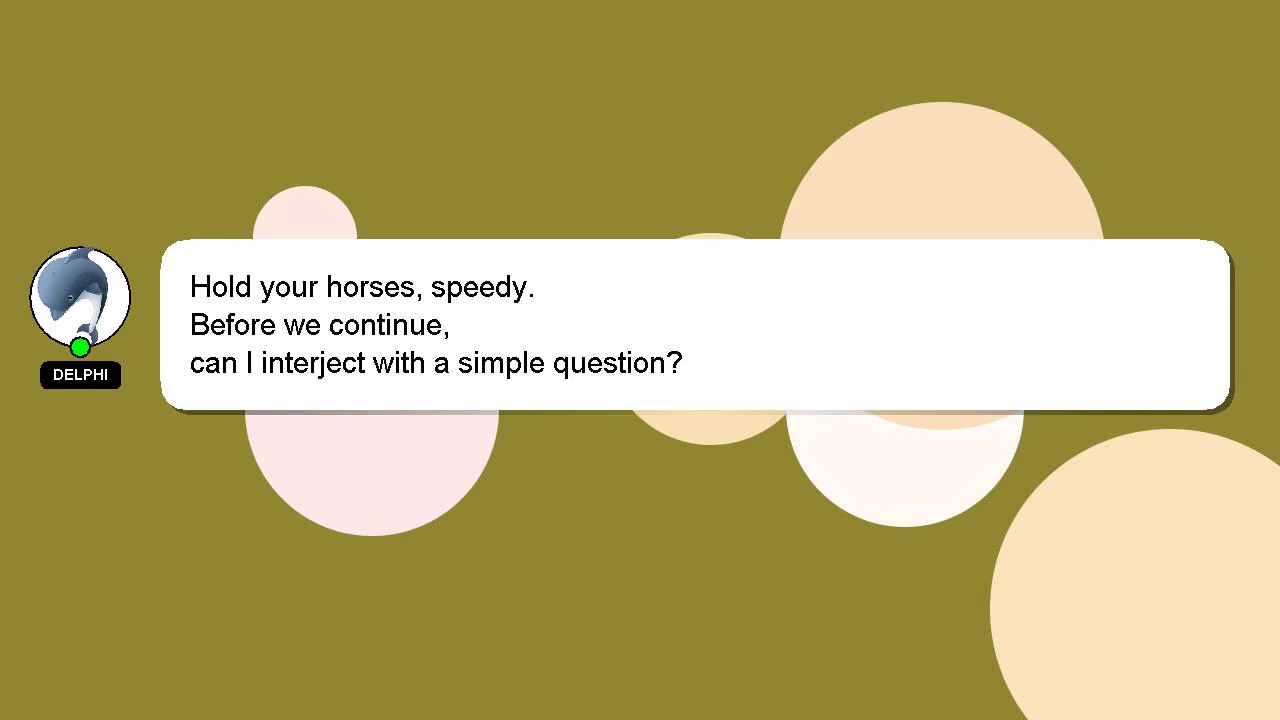 Hold your horses, speedy.
Before we continue,
can I interject with a simple question?
DELPHI